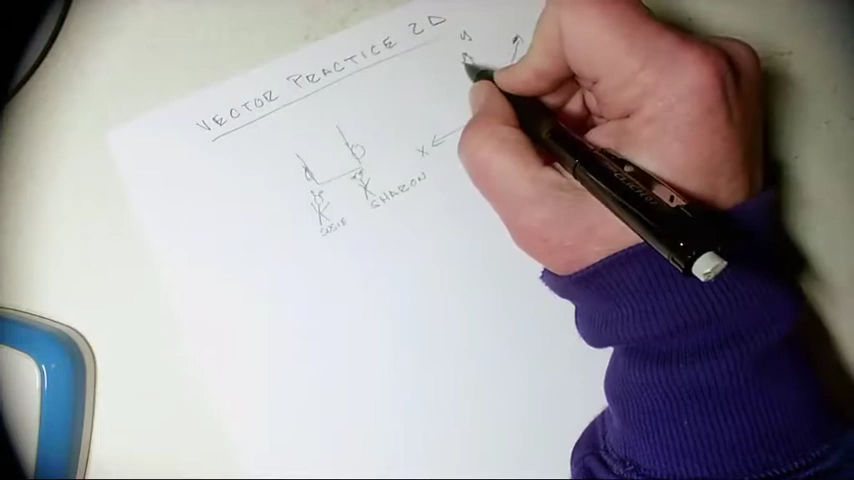 VECTOR PRACTICE 2D
y
X
SHARON
SUSIE